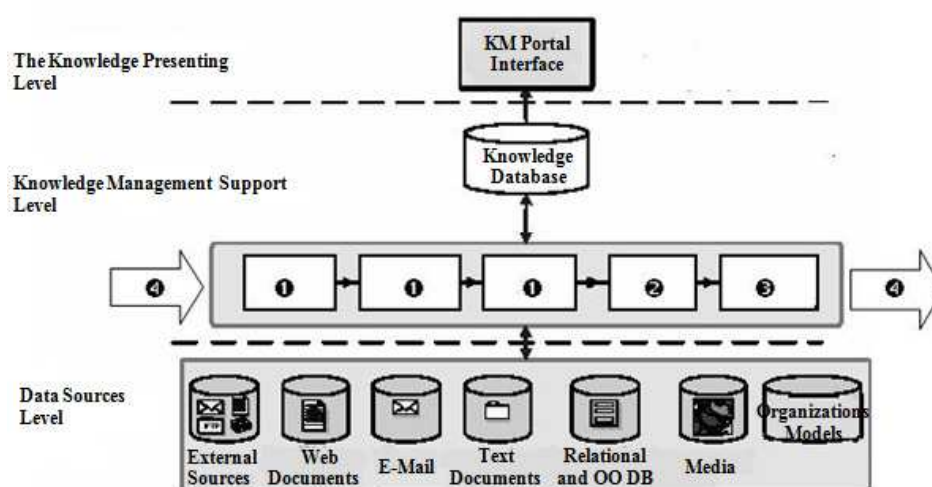 KM Portal
Interface
The Knowledge Presenting
Level
Knowledge
Database
Knowledge Management Support
Level
❹ ❶ ❶ ❶ ❷ ❸ ❹
Data Sources
Level
FTP
Organizations
Models
External
Sources
Web
Documents
E-Mail
Text
Documents
Relational
and OO DB
Media